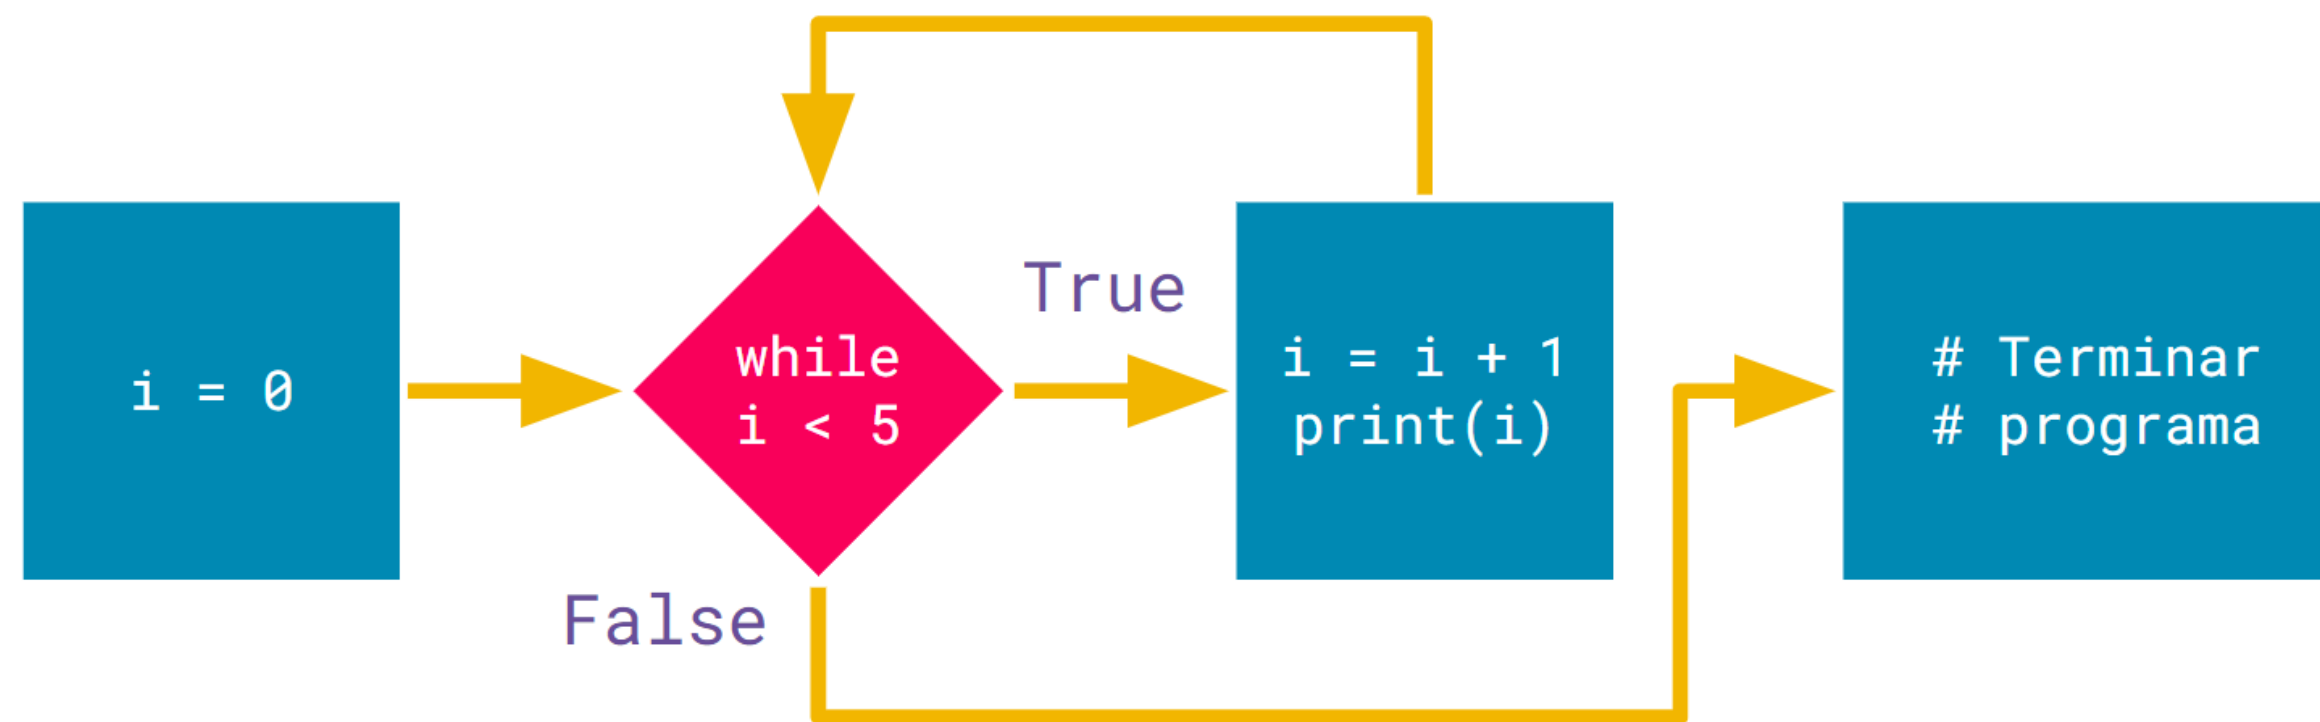 i = 0
while
i < 5
True
False
i = i + 1
print(i)
# Terminar
# programa